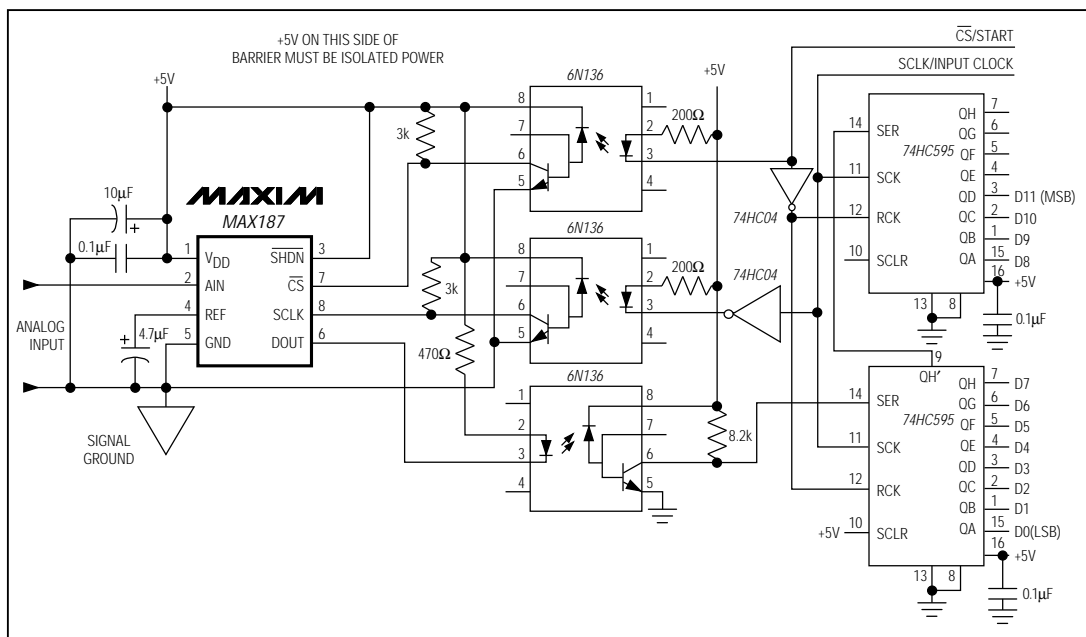 +5V ON THIS SIDE OF
BARRIER MUST BE ISOLATED POWER
+5V
3k
10µF
0.1µF
MAXIM
MAX187
1 VDD
2 AIN
4 REF
5 GND
SHDN 3
CS 7
SCLK 8
DOUT 6
4.7µF
ANALOG
INPUT
SIGNAL
GROUND
3k
470Ω
6N136
8
7
6
5
1
2
3
4
200Ω
+5V
6N136
8
7
6
5
1
2
3
4
200Ω
6N136
1
2
3
4
8
7
6
5
8.2k
74HC04
74HC04
CS/START
SCLK/INPUT CLOCK
74HC595
14 SER
11 SCK
12 RCK
10 SCLR
QH 7
QG 6
QF 5
QE 4
QD 3 D11 (MSB)
QC 2 D10
QB 1 D9
QA 15 D8
16
+5V
13
8
0.1µF
9
QH′
74HC595
14 SER
11 SCK
12 RCK
+5V 10 SCLR
QH 7 D7
QG 6 D6
QF 5 D5
QE 4 D4
QD 3 D3
QC 2 D2
QB 1 D1
QA 15 D0(LSB)
16
+5V
13
8
0.1µF